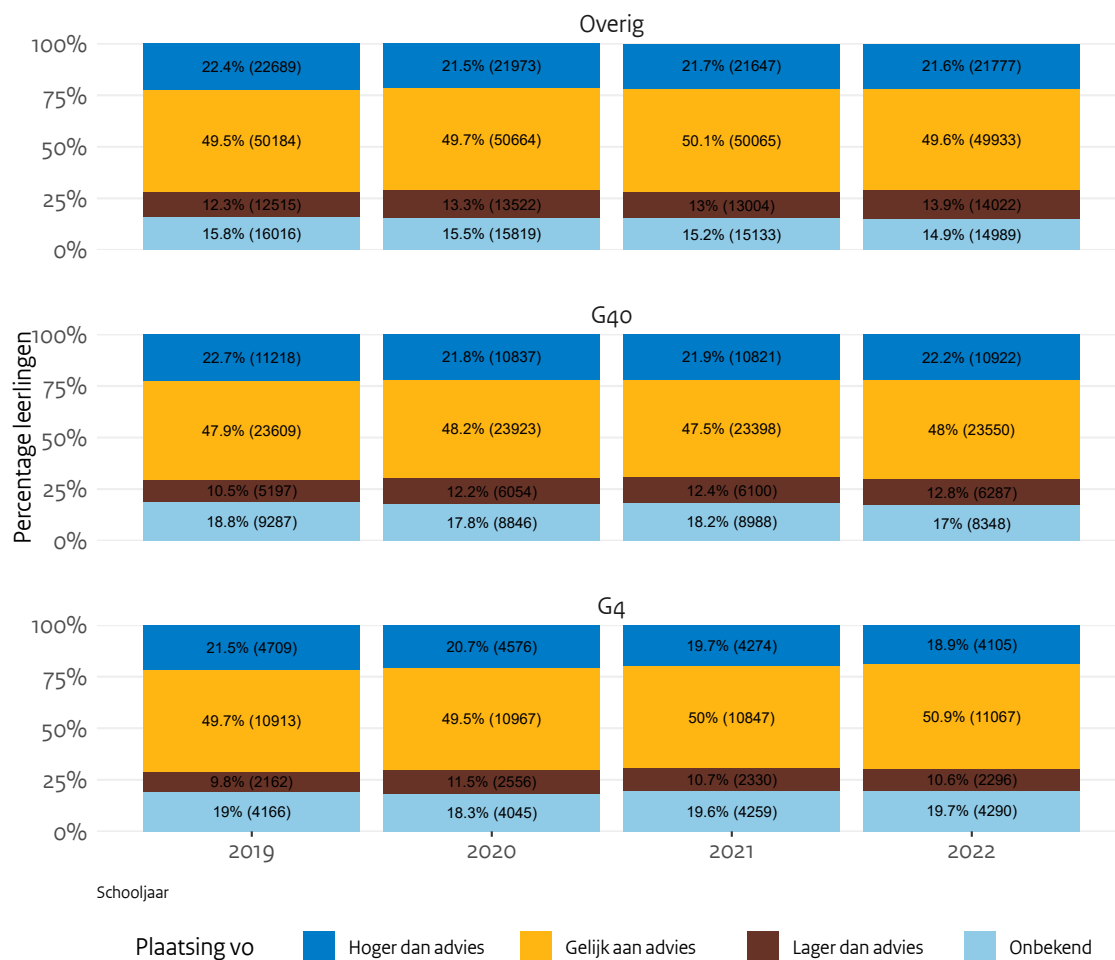 Overig
100%
75%
50%
25%
0%
22.4% (22689) 21.5% (21973) 21.7% (21647) 21.6% (21777)
49.5% (50184) 49.7% (50664) 50.1% (50065) 49.6% (49933)
12.3% (12515) 13.3% (13522) 13% (13004) 13.9% (14022)
15.8% (16016) 15.5% (15819) 15.2% (15133) 14.9% (14989)
Percentage leerlingen
G40
100%
75%
50%
25%
0%
22.7% (11218) 21.8% (10837) 21.9% (10821) 22.2% (10922)
47.9% (23609) 48.2% (23923) 47.5% (23398) 48% (23550)
10.5% (5197) 12.2% (6054) 12.4% (6100) 12.8% (6287)
18.8% (9287) 17.8% (8846) 18.2% (8988) 17% (8348)
G4
100%
75%
50%
25%
0%
21.5% (4709) 20.7% (4576) 19.7% (4274) 18.9% (4105)
49.7% (10913) 49.5% (10967) 50% (10847) 50.9% (11067)
9.8% (2162) 11.5% (2556) 10.7% (2330) 10.6% (2296)
19% (4166) 18.3% (4045) 19.6% (4259) 19.7% (4290)
2019 2020 2021 2022
Schooljaar
Plaatsing vo Hoger dan advies Gelijk aan advies Lager dan advies Onbekend